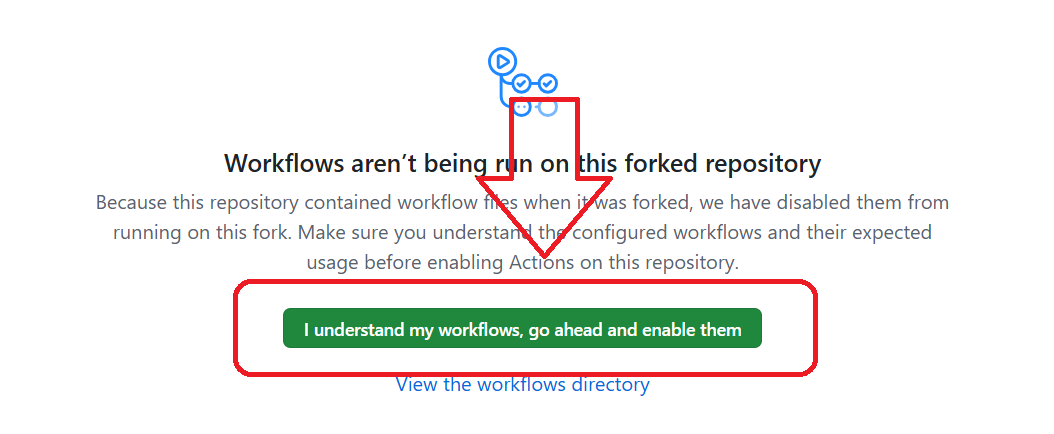 Workflows aren’t being run on this forked repository
Because this repository contained workflow files when it was forked, we have disabled them from
running on this fork. Make sure you understand the configured workflows and their expected
usage before enabling Actions on this repository.
I understand my workflows, go ahead and enable them
View the workflows directory